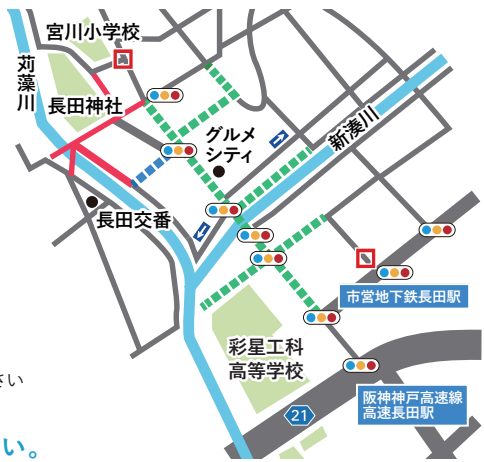 宮川小学校
苅藻川
長田神社
グルメ
シティ
新湊川
長田交番
市営地下鉄長田駅
彩星工科
高等学校
さい
阪神神戸高速線
高速長田駅
21
い。